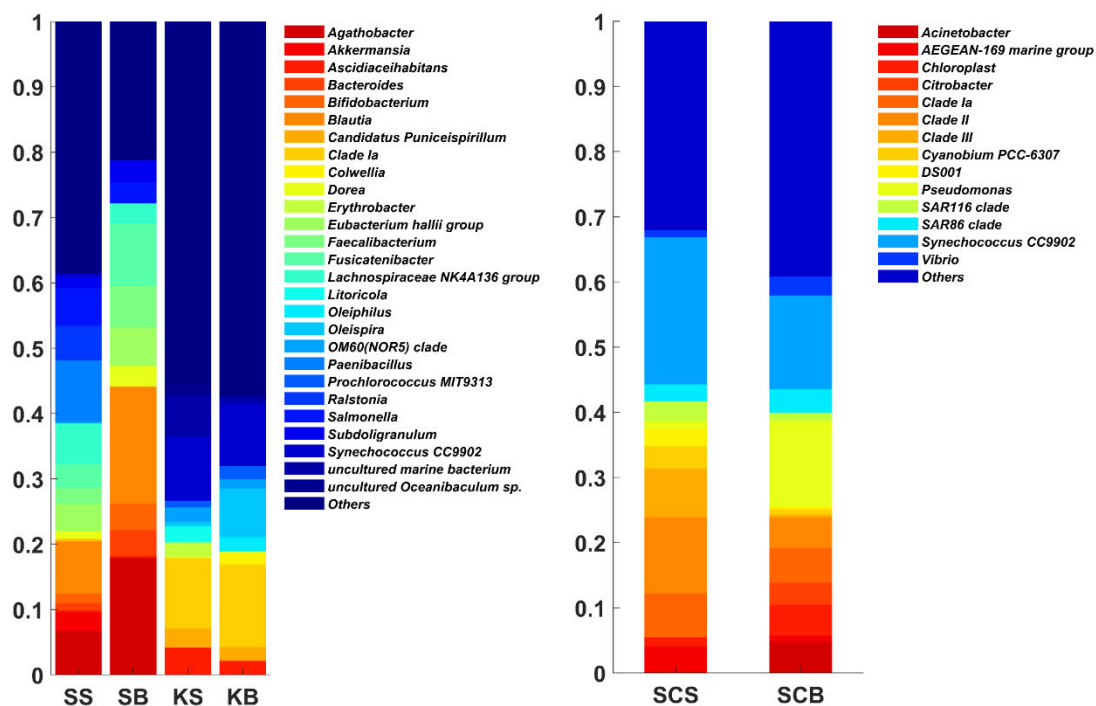 1
0.9
0.8
0.7
0.6
0.5
0.4
0.3
0.2
0.1
0
SS SB KS KB
Agathobacter
Akkermansia
Ascidiaceihabitans
Bacteroides
Bifidobacterium
Blautia
Candidatus Puniceispirillum
Clade Ia
Colwellia
Dorea
Erythrobacter
Eubacterium hallii group
Faecalibacterium
Fusicatenibacter
Lachnospiraceae NK4A136 group
Litoricola
Oleiphilus
Oleispira
OM60(NOR5) clade
Paenibacillus
Prochlorococcus MIT9313
Ralstonia
Salmonella
Subdoligranulum
Synechococcus CC9902
uncultured marine bacterium
uncultured Oceanibaculum sp.
Others
1
0.9
0.8
0.7
0.6
0.5
0.4
0.3
0.2
0.1
0
SCS SCB
Acinetobacter
AEGEAN-169 marine group
Chloroplast
Citrobacter
Clade Ia
Clade II
Clade III
Cyanobium PCC-6307
DS001
Pseudomonas
SAR116 clade
SAR86 clade
Synechococcus CC9902
Vibrio
Others